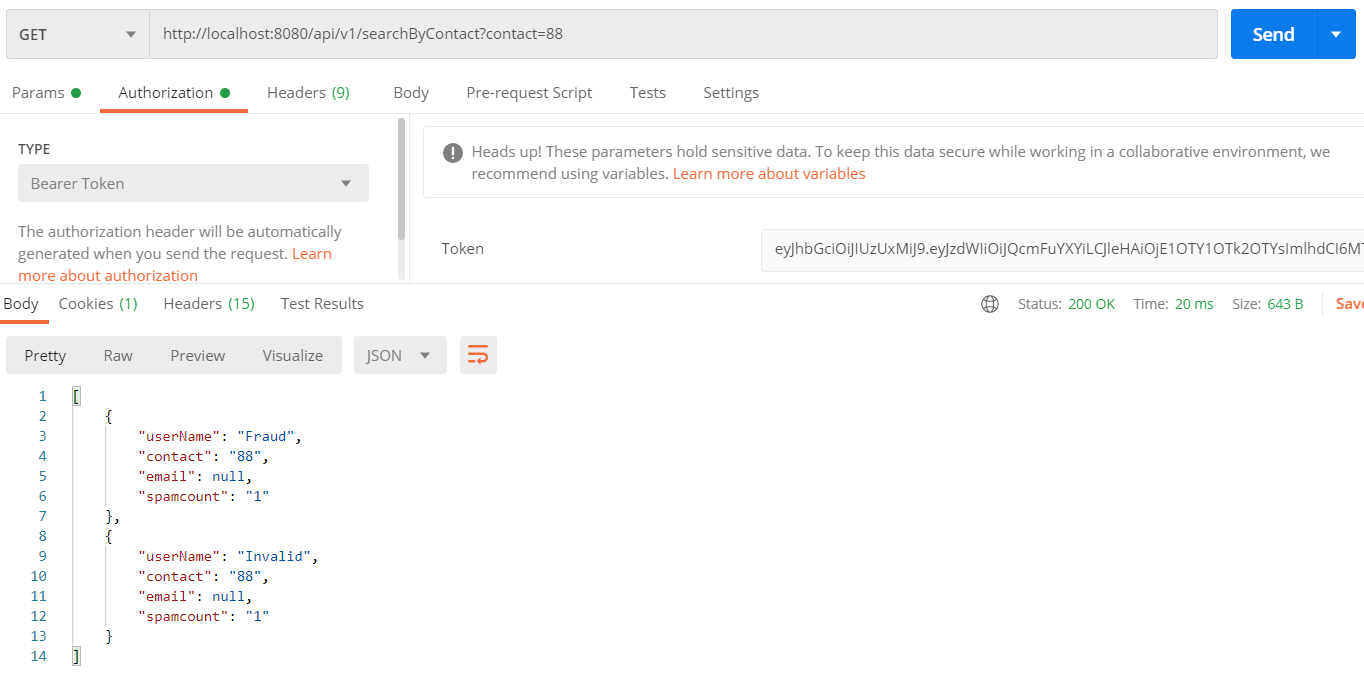 GET http://localhost:8080/api/v1/searchByContact?contact=88 Send
Params Authorization Headers (9) Body Pre-request Script Tests Settings
TYPE
Bearer Token
The authorization header will be automatically
generated when you send the request. Learn
more about authorization
Heads up! These parameters hold sensitive data. To keep this data secure while working in a collaborative environment, we
recommend using variables. Learn more about variables
Token
Body Cookies (1) Headers (15) Test Results Status: 200 OK Time: 20 ms Size: 643 B Save
Pretty Raw Preview Visualize JSON
1 [
2 {
3 "userName": "Fraud",
4 "contact": "88",
5 "email": null,
6 "spamcount": "1"
7 },
8 {
9 "userName": "Invalid",
10 "contact": "88",
11 "email": null,
12 "spamcount": "1"
13 }
14 ]